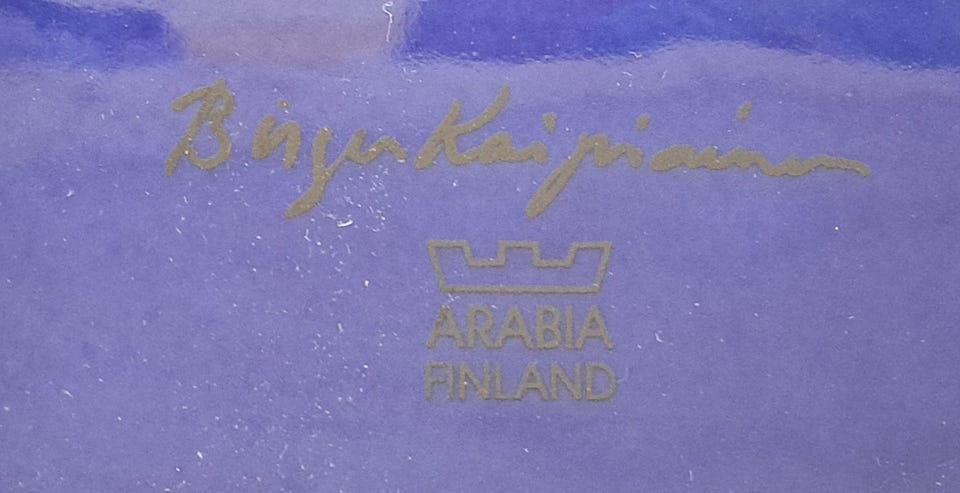 Birger Kaipiainen
ARABIA
FINLAND